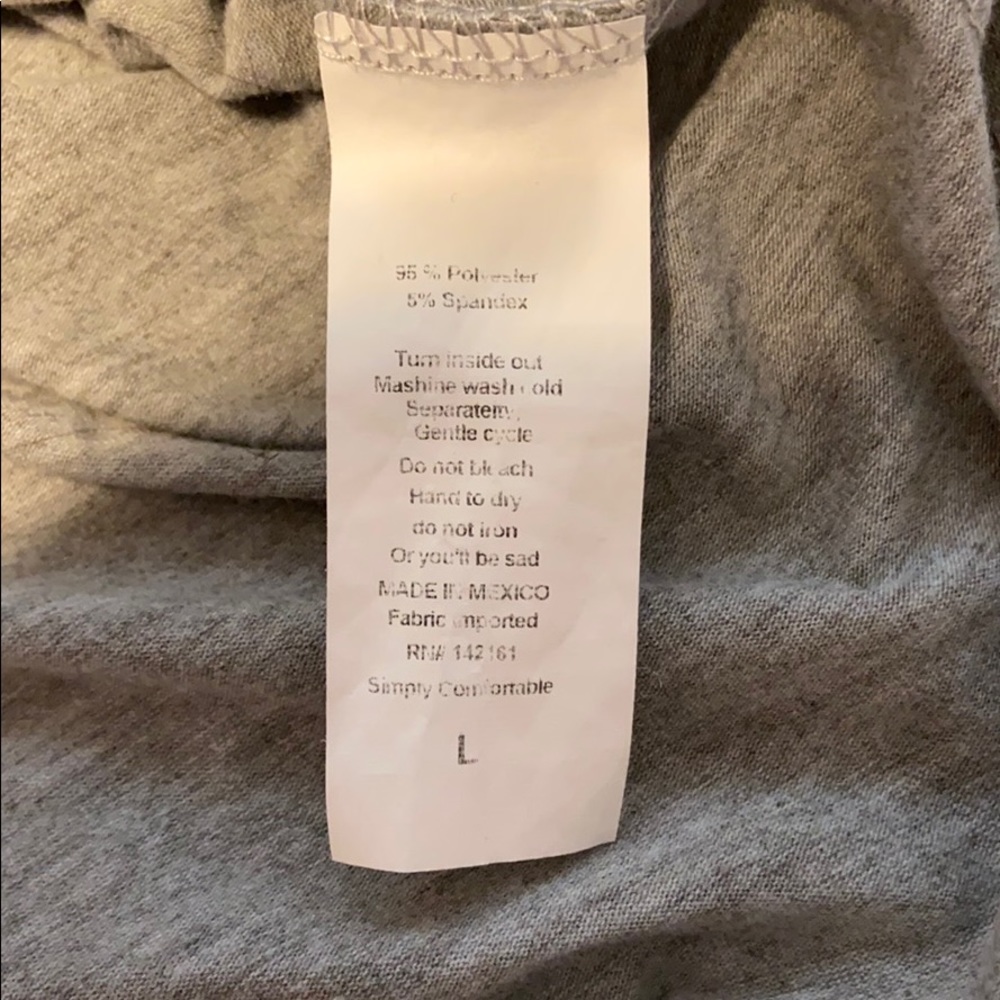 95 % Polyester
5% Spandex
Turn inside out
Mashine wash cold
Separatem,
Gentle cycle
Do not bleach
Hand to dry
do not iron
Or you'll be sad
MADE IN MEXICO
Fabric imported
RN# 142161
Simply Comfortable
L